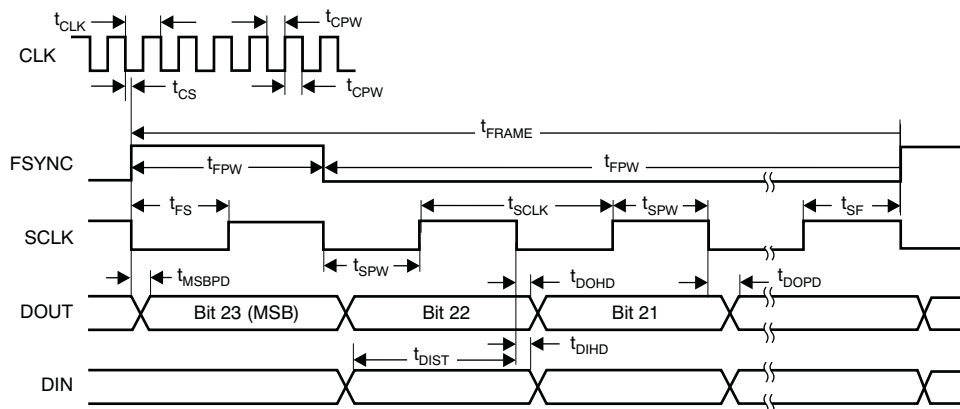 tCLK
tCPW
CLK
tCS
tCPW
tFRAME
FSYNC
tFPW
tFPW
tFS
tSCLK
tSPW
tSF
SCLK
tSPW
tMSBPD
tDOHD
tDOPD
DOUT
Bit 23 (MSB)
Bit 22
Bit 21
tDIST
tDIHD
DIN